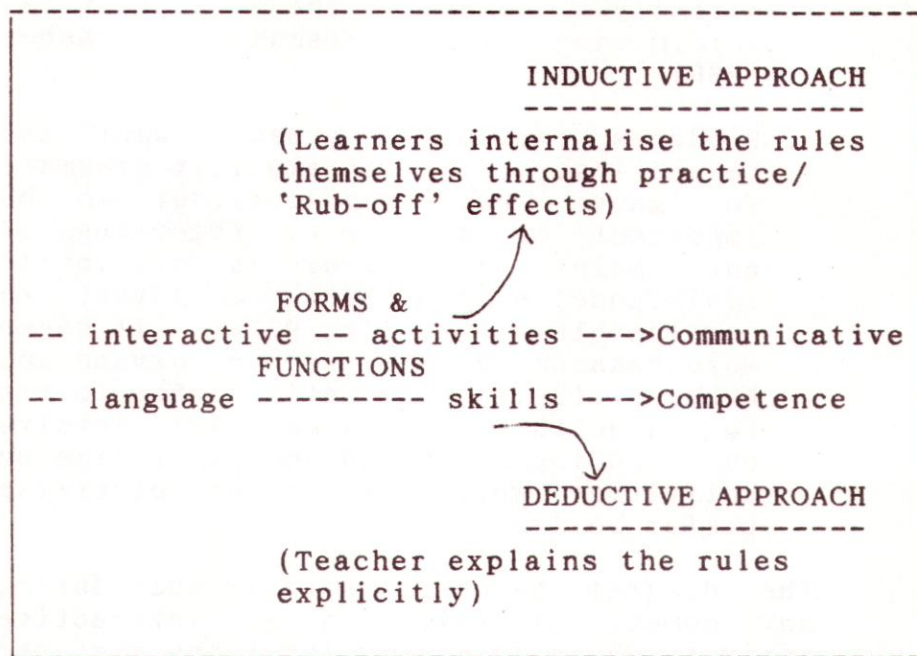 INDUCTIVE APPROACH
(Learners internalise the rules
themselves through practice/
'Rub-off' effects)
FORMS &
-- interactive -- activities --->Communicative
FUNCTIONS
-- language --------- skills --->Competence
DEDUCTIVE APPROACH
(Teacher explains the rules
explicitly)